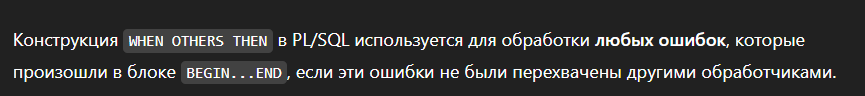 Конструкция WHEN OTHERS THEN в PL/SQL используется для обработки любых ошибок, которые
произошли в блоке BEGIN...END, если эти ошибки не были перехвачены другими обработчиками.